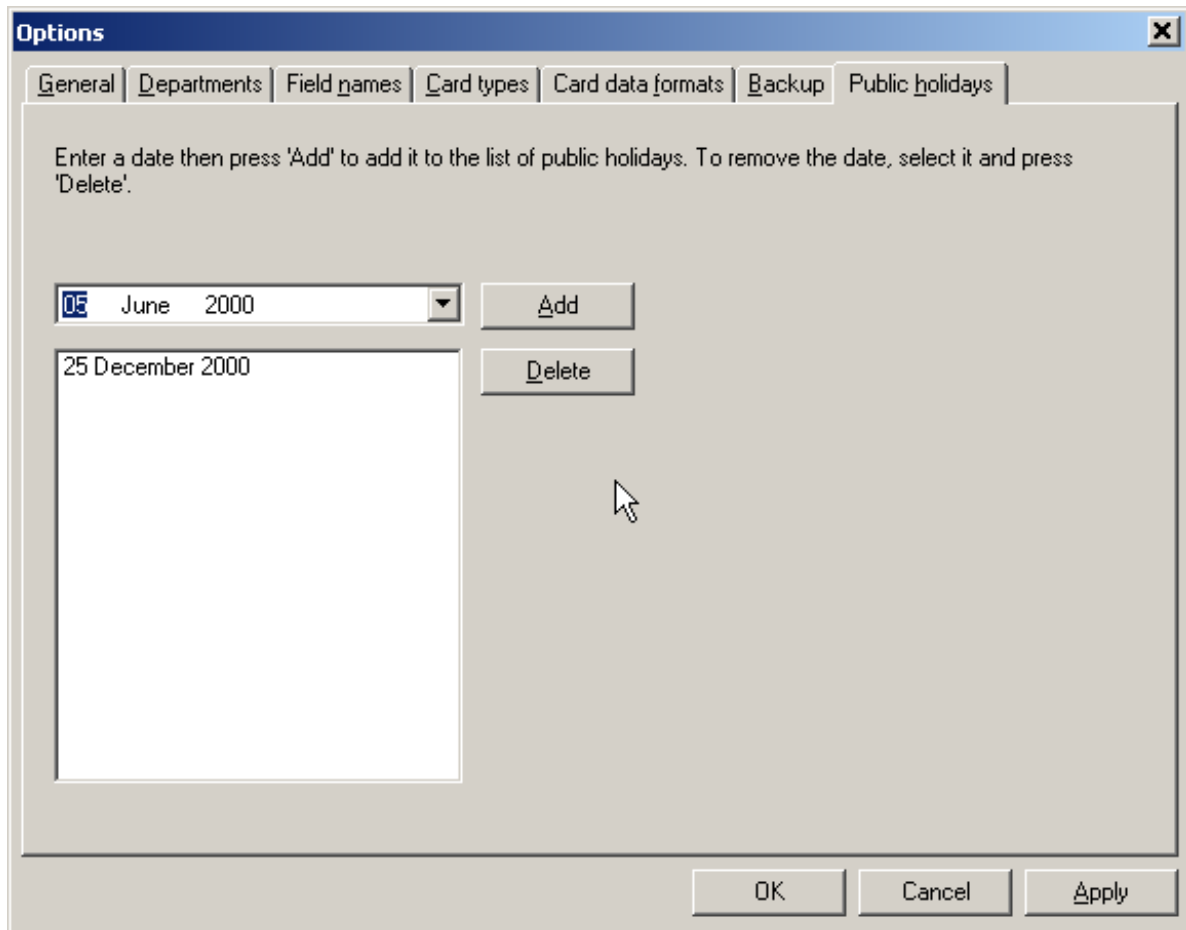 Options
General Departments Field names Card types Card data formats Backup Public holidays
Enter a date then press 'Add' to add it to the list of public holidays. To remove the date, select it and press
'Delete'.
05 June 2000 Add
25 December 2000 Delete
OK Cancel Apply